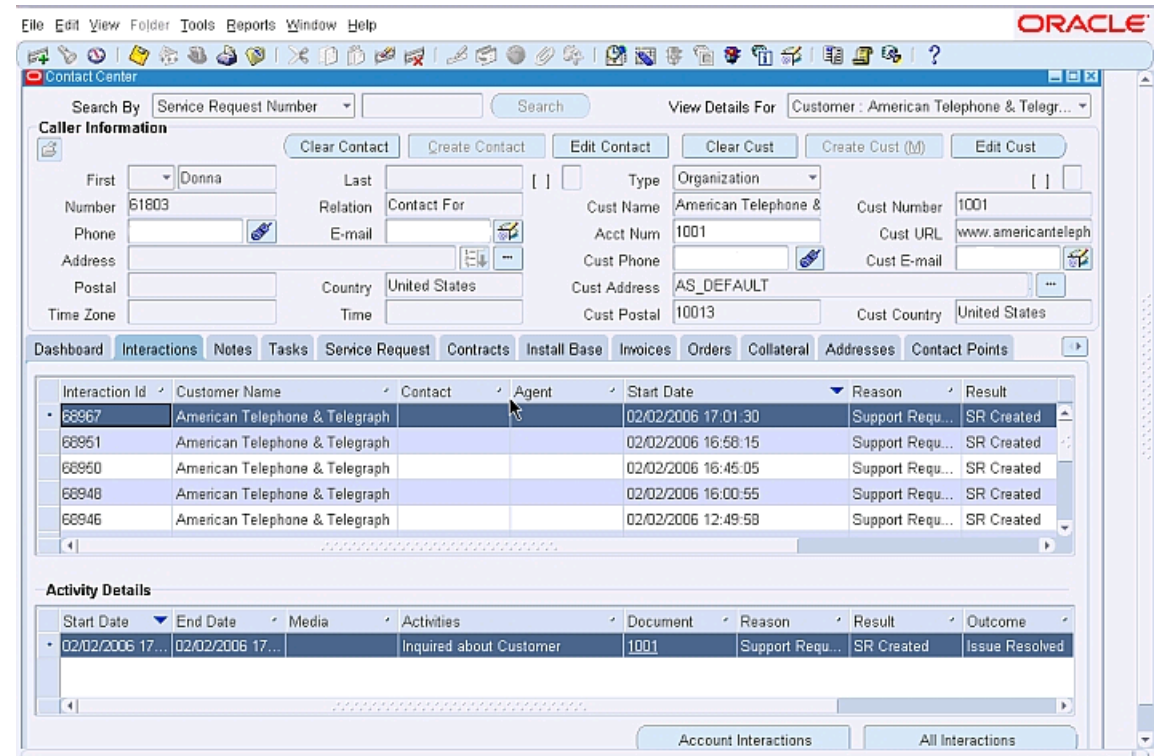 File Edit View Folder Tools Reports Window Help
ORACLE
Contact Center
Search By Service Request Number Search View Details For Customer : American Telephone & Telegr...
Caller Information
Clear Contact Create Contact Edit Contact Clear Cust Create Cust (M) Edit Cust
First Donna Last [ ] Type Organization [ ]
Number 61803 Relation Contact For Cust Name American Telephone & Cust Number 1001
Phone E-mail Acct Num 1001 Cust URL www.americanteleph
Address ... Cust Phone Cust E-mail
Postal Country United States Cust Address AS_DEFAULT ...
Time Zone Time Cust Postal 10013 Cust Country United States
Dashboard Interactions Notes Tasks Service Request Contracts Install Base Invoices Orders Collateral Addresses Contact Points
Interaction Id Customer Name Contact Agent Start Date Reason Result
68967 American Telephone & Telegraph 02/02/2006 17:01:30 Support Requ... SR Created
68951 American Telephone & Telegraph 02/02/2006 16:58:15 Support Requ... SR Created
68950 American Telephone & Telegraph 02/02/2006 16:45:05 Support Requ... SR Created
68948 American Telephone & Telegraph 02/02/2006 16:00:55 Support Requ... SR Created
68946 American Telephone & Telegraph 02/02/2006 12:49:58 Support Requ... SR Created
Activity Details
Start Date End Date Media Activities Document Reason Result Outcome
02/02/2006 17... 02/02/2006 17... Inquired about Customer 1001 Support Requ... SR Created Issue Resolved
Account Interactions All Interactions